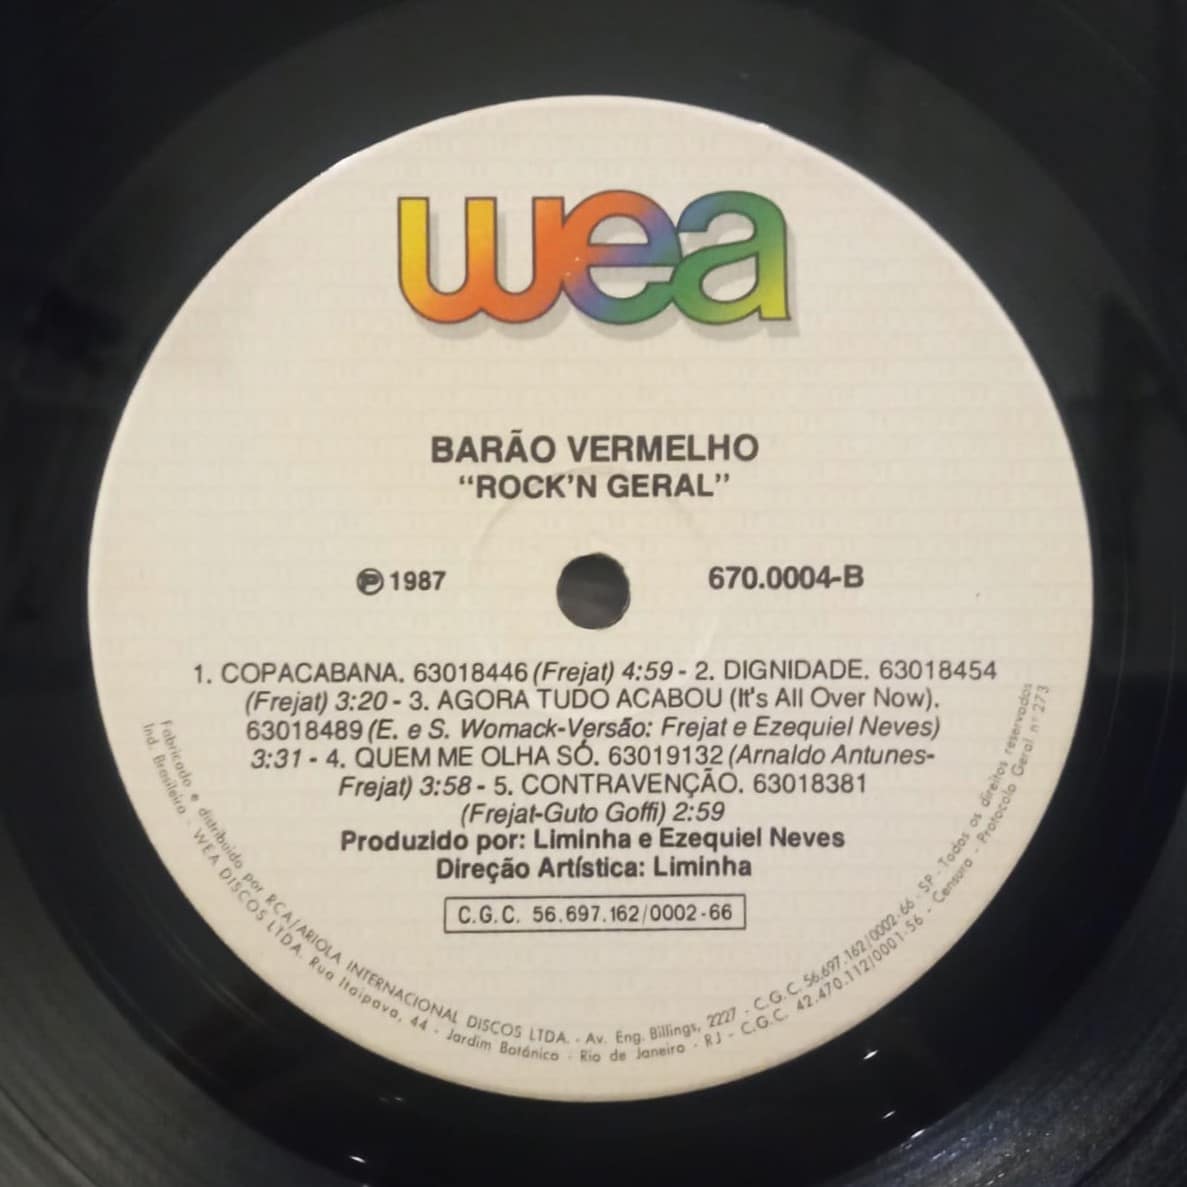 wea
BARÃO VERMELHO
“ROCK’N GERAL”
Ⓟ 1987
670.0004-B
1. COPACABANA. 63018446 (Frejat) 4:59 - 2. DIGNIDADE. 63018454
(Frejat) 3:20 - 3. AGORA TUDO ACABOU (It's All Over Now).
63018489 (E. e S. Womack-Versão: Frejat e Ezequiel Neves)
3:31 - 4. QUEM ME OLHA SÓ. 63019132 (Arnaldo Antunes-
Frejat) 3:58 - 5. CONTRAVENÇÃO. 63018381
(Frejat-Guto Goffi) 2:59
Produzido por: Liminha e Ezequiel Neves
Direção Artística: Liminha
C.G.C. 56.697.162/0002-66
Fabricado e distribuido por RCA/ARIOLA INTERNACIONAL DISCOS LTDA. - Av. Eng. Billings, 2227 - C.G.C. 56.697.162/0002-66 - SP - Todos os direitos reservados
Ind. Brasileira - WEA DISCOS LTDA. Rua Itaipava, 44 - Jardim Botânico - Rio de Janeiro - RJ - C.G.C. 42.470.112/0001-56 - Censura - Protocolo Geral nº 273